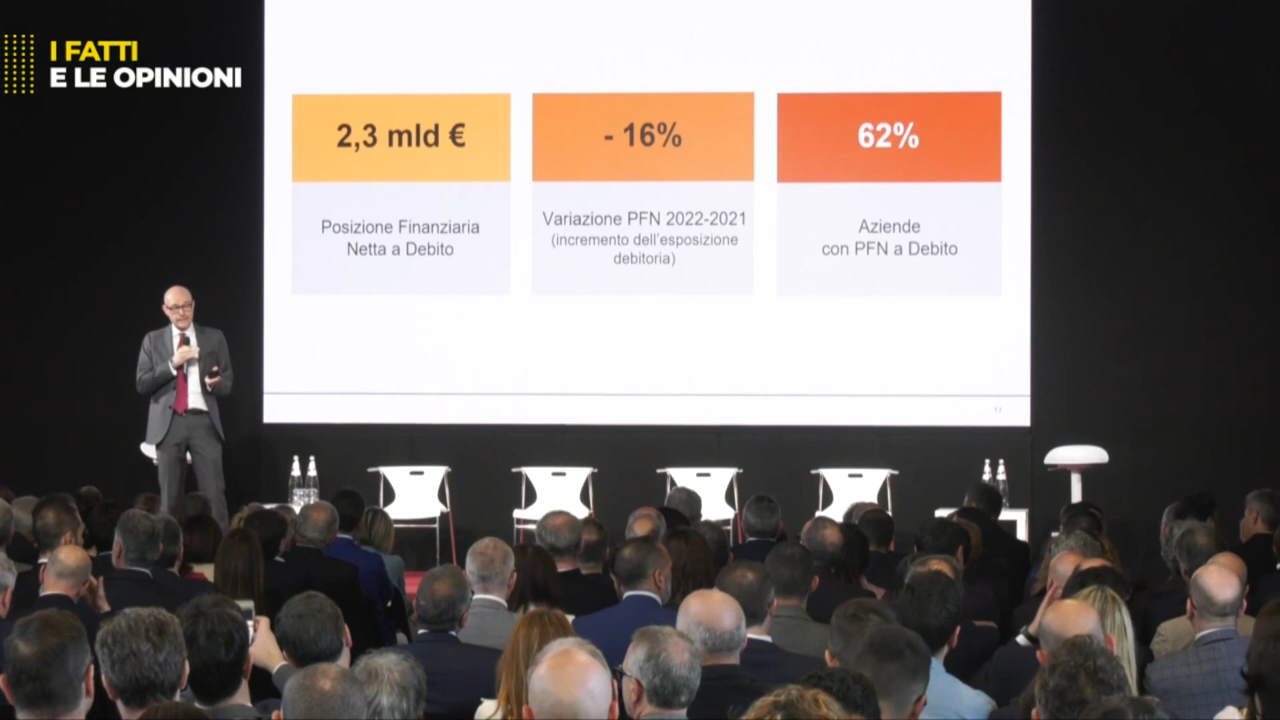 I FATTI
E LE OPINIONI
2,3 mld €
- 16%
62%
Posizione Finanziaria
Netta a Debito
Variazione PFN 2022-2021
(incremento dell'esposizione
debitoria)
Aziende
con PFN a Debito